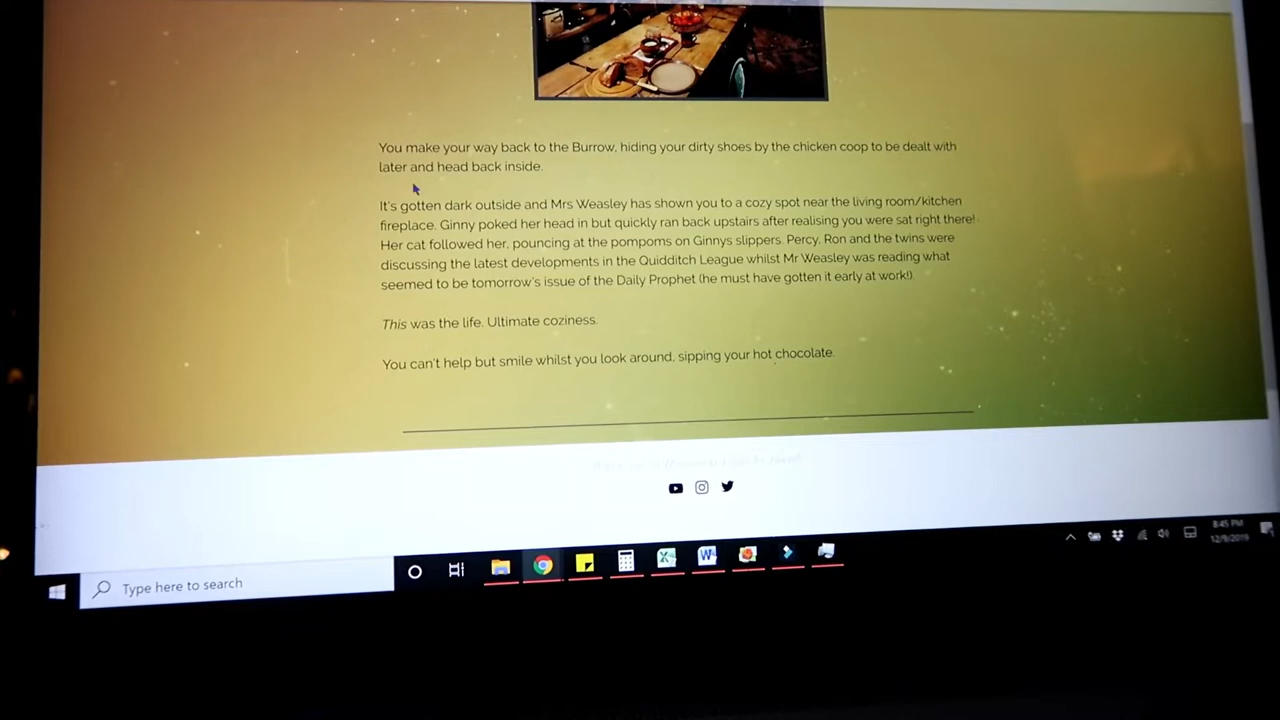 You make your way back to the Burrow, hiding your dirty shoes by the chicken coop to be dealt with
later and head back inside.
It's gotten dark outside and Mrs Weasley has shown you to a cozy spot near the living room/kitchen
fireplace. Ginny poked her head in but quickly ran back upstairs after realising you were sat right there!
Her cat followed her, pouncing at the pompoms on Ginnys slippers. Percy, Ron and the twins were
discussing the latest developments in the Quidditch League whilst Mr Weasley was reading what
seemed to be tomorrow's issue of the Daily Prophet (he must have gotten it early at work!).
This was the life. Ultimate coziness.
You can't help but smile whilst you look around, sipping your hot chocolate.
Type here to search
8:45 PM
12/9/2019